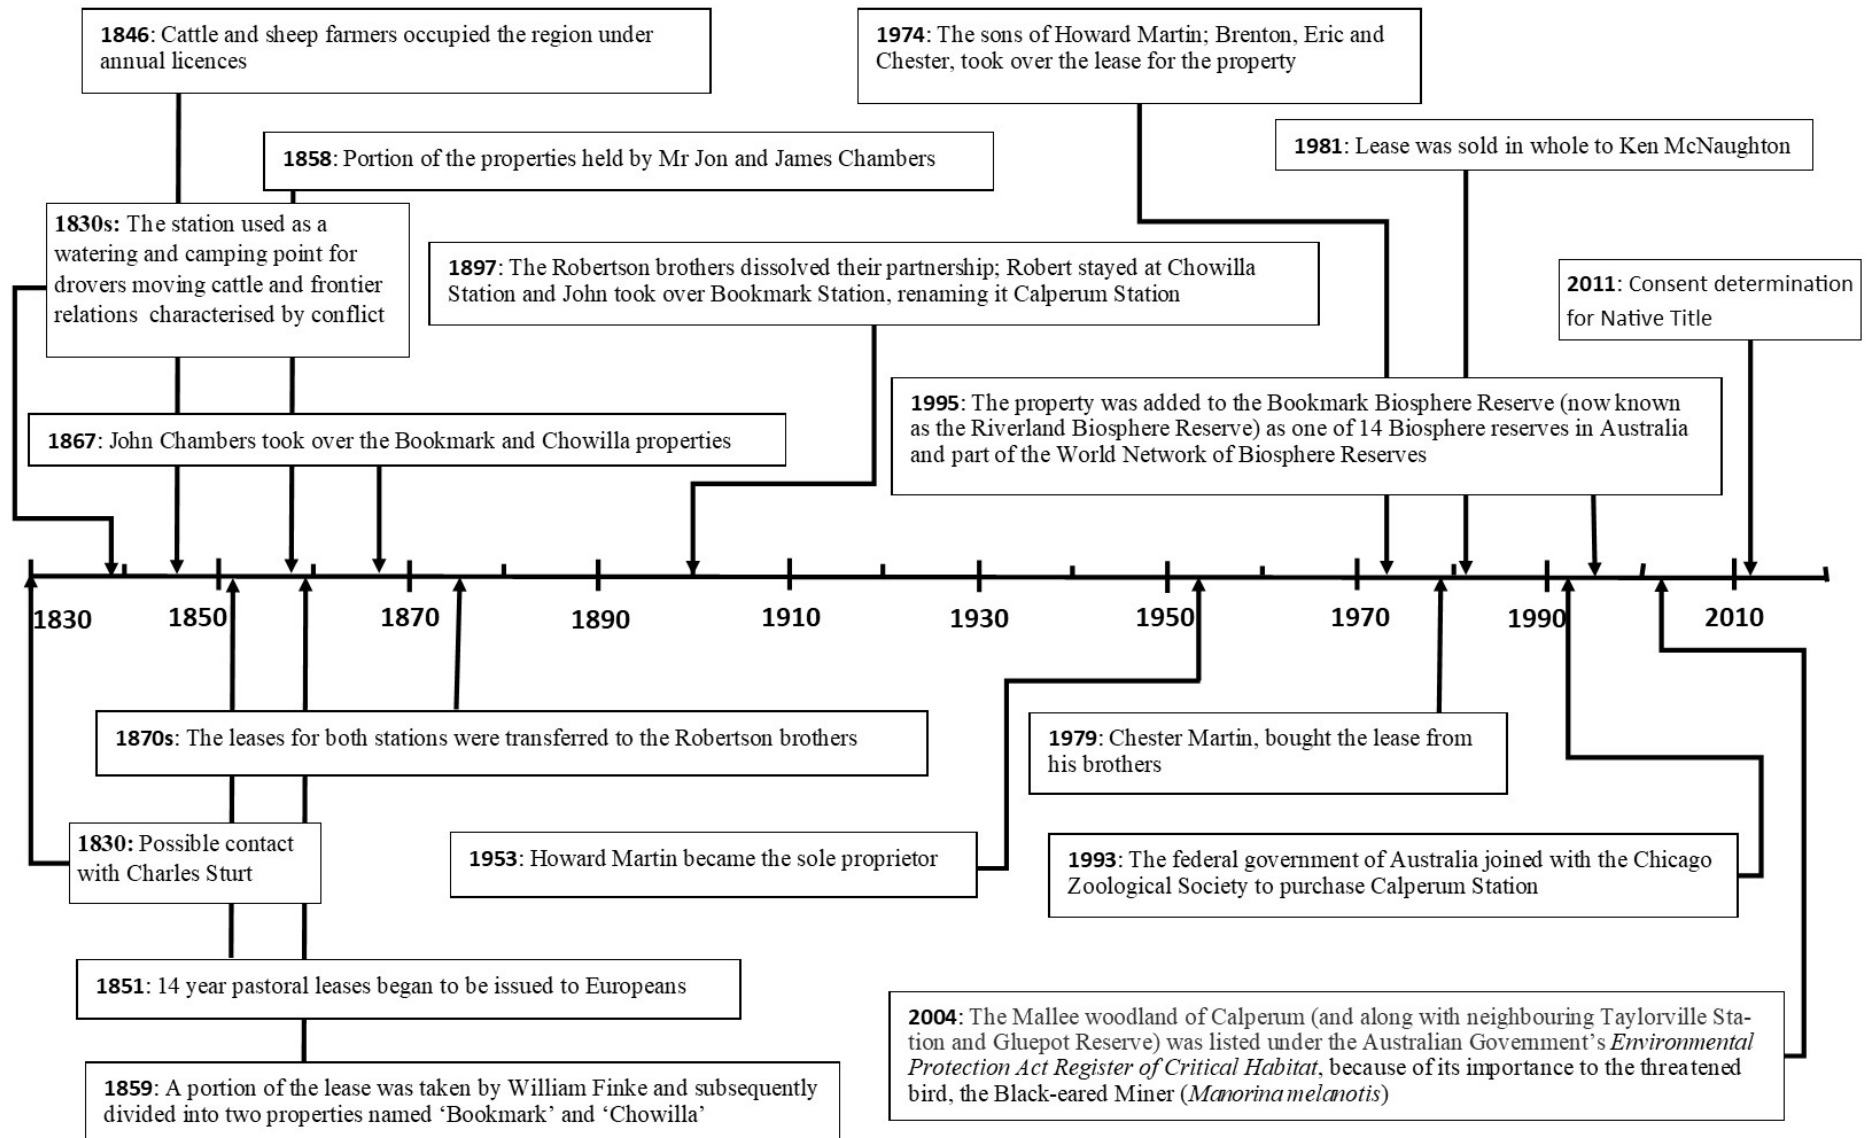 1846: Cattle and sheep farmers occupied the region under
annual licences
1974: The sons of Howard Martin; Brenton, Eric and
Chester, took over the lease for the property
1858: Portion of the properties held by Mr Jon and James Chambers
1981: Lease was sold in whole to Ken McNaughton
1830s: The station used as a
watering and camping point for
drovers moving cattle and frontier
relations characterised by conflict
1897: The Robertson brothers dissolved their partnership; Robert stayed at Chowilla
Station and John took over Bookmark Station, renaming it Calperum Station
2011: Consent determination
for Native Title
1867: John Chambers took over the Bookmark and Chowilla properties
1995: The property was added to the Bookmark Biosphere Reserve (now known
as the Riverland Biosphere Reserve) as one of 14 Biosphere reserves in Australia
and part of the World Network of Biosphere Reserves
1830 1850 1870 1890 1910 1930 1950 1970 1990 2010
1870s: The leases for both stations were transferred to the Robertson brothers
1979: Chester Martin, bought the lease from
his brothers
1830: Possible contact
with Charles Sturt
1953: Howard Martin became the sole proprietor
1993: The federal government of Australia joined with the Chicago
Zoological Society to purchase Calperum Station
1851: 14 year pastoral leases began to be issued to Europeans
2004: The Mallee woodland of Calperum (and along with neighbouring Taylorville Sta-
tion and Gluepot Reserve) was listed under the Australian Government's Environmental
Protection Act Register of Critical Habitat, because of its importance to the threatened
bird, the Black-eared Miner (Manorina melanotis)
1859: A portion of the lease was taken by William Finke and subsequently
divided into two properties named ‘Bookmark’ and ‘Chowilla’